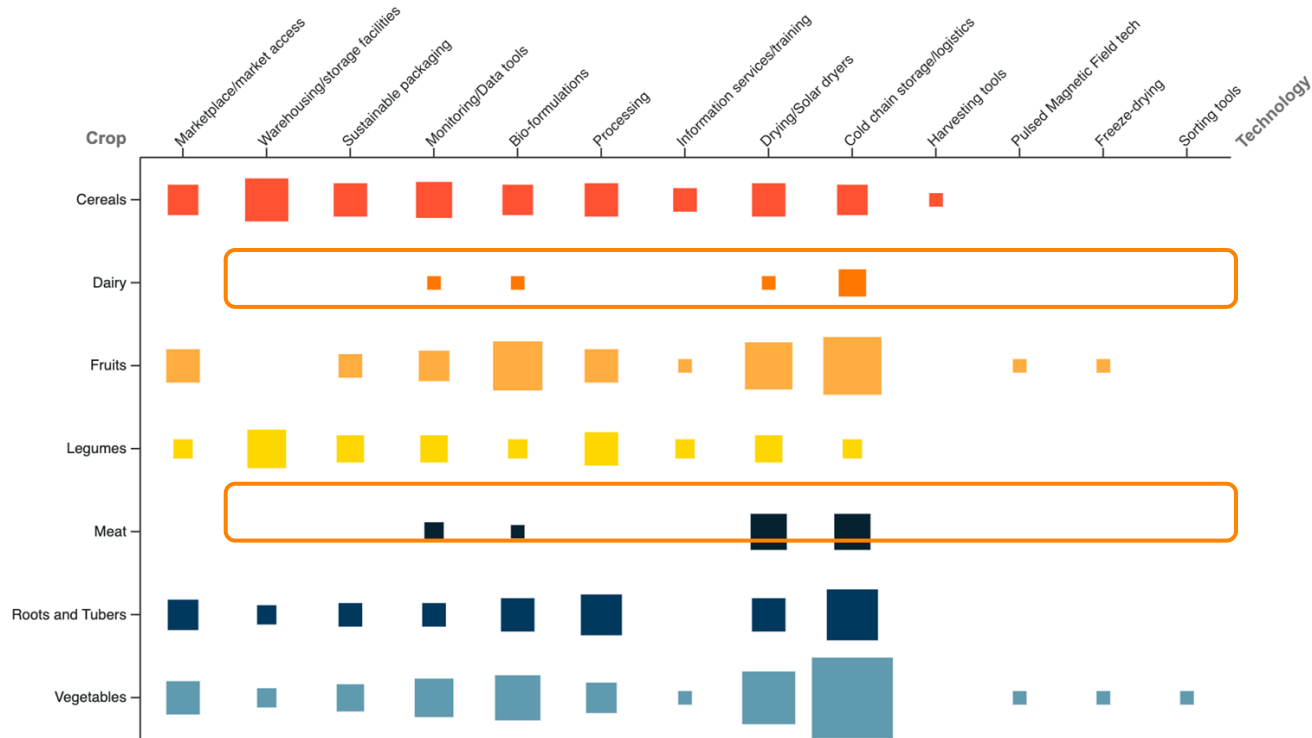 Marketplace/market access
Warehousing/storage facilities
Sustainable packaging
Monitoring/Data tools
Bio-formulations
Processing
Information services/training
Drying/Solar dryers
Cold chain storage/logistics
Harvesting tools
Pulsed Magnetic Field tech
Freeze-drying
Sorting tools
Technology
Crop
Cereals
Dairy
Fruits
Legumes
Meat
Roots and Tubers
Vegetables